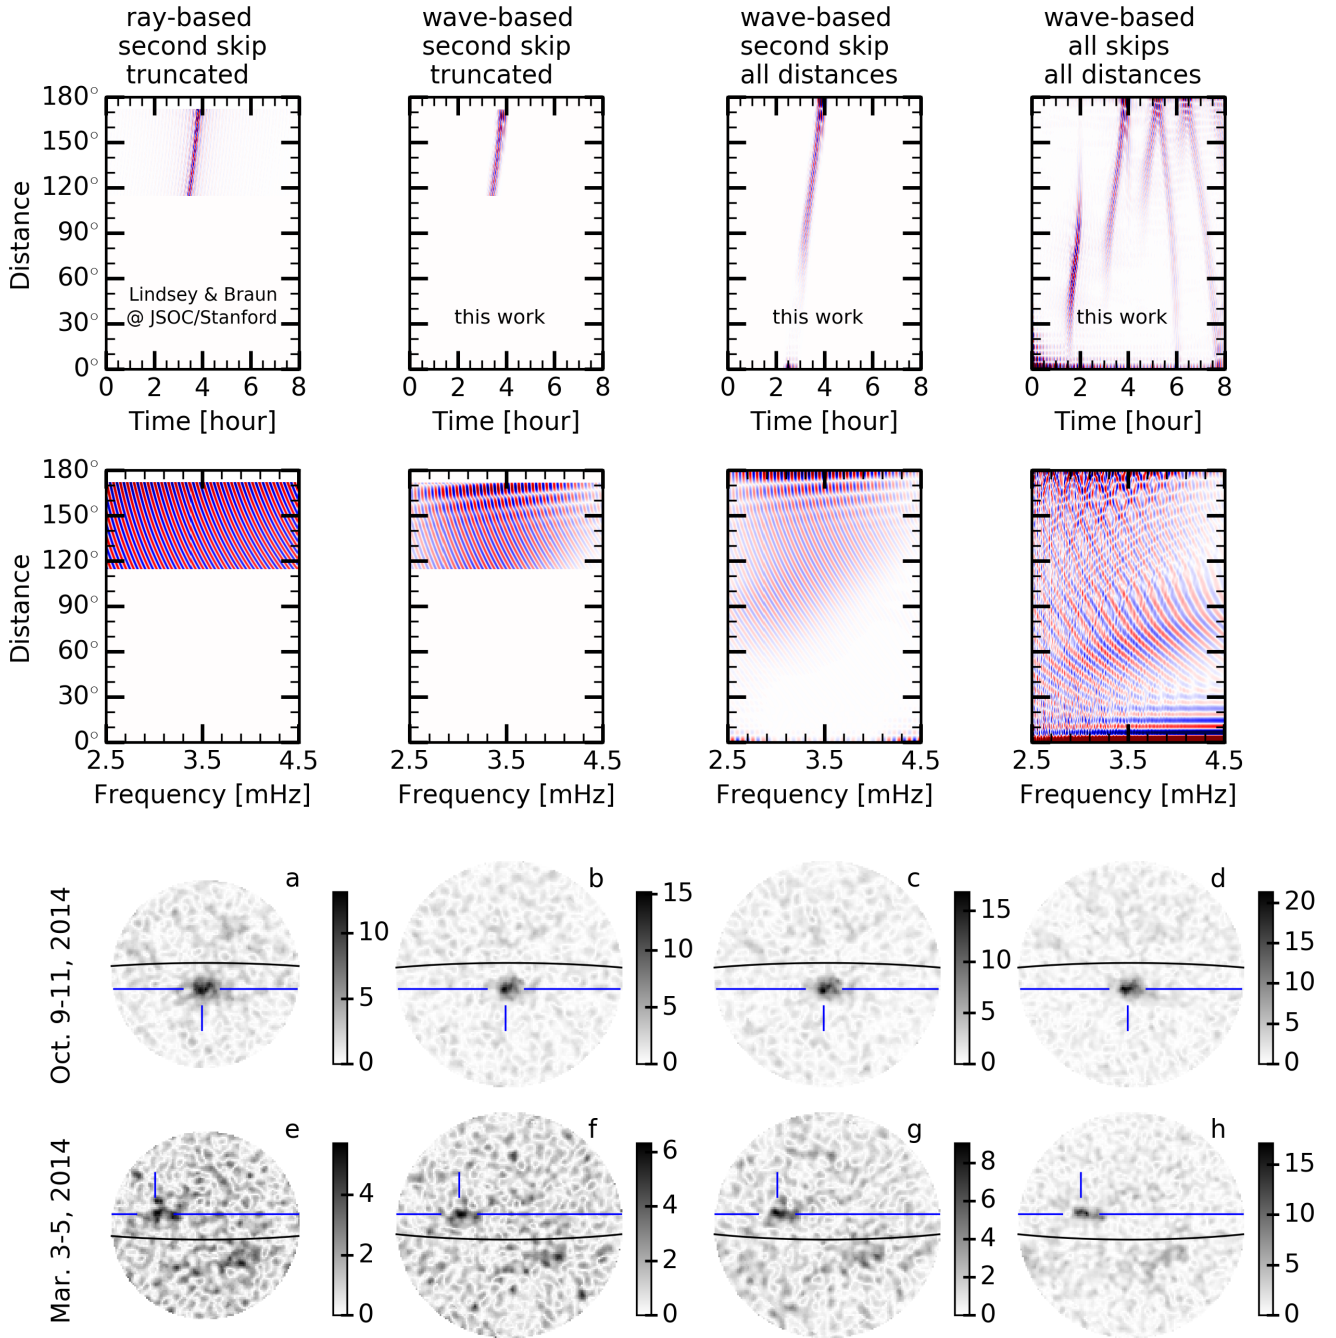 ray-based
second skip
truncated
wave-based
second skip
truncated
wave-based
second skip
all distances
wave-based
all skips
all distances
Distance
180°
150°
120°
90°
60°
30°
0°
Lindsey & Braun
@ JSOC/Stanford
this work
this work
this work
0 2 4 6 8
0 2 4 6 8
0 2 4 6 8
0 2 4 6 8
Time [hour]
Time [hour]
Time [hour]
Time [hour]
Distance
180°
150°
120°
90°
60°
30°
0°
2.5 3.5 4.5
2.5 3.5 4.5
2.5 3.5 4.5
2.5 3.5 4.5
Frequency [mHz]
Frequency [mHz]
Frequency [mHz]
Frequency [mHz]
Oct. 9-11, 2014
a
10
5
0
b
15
10
5
0
c
15
10
5
0
d
20
15
10
5
0
Mar. 3-5, 2014
e
4
2
0
f
6
4
2
0
g
8
6
4
2
0
h
15
10
5
0